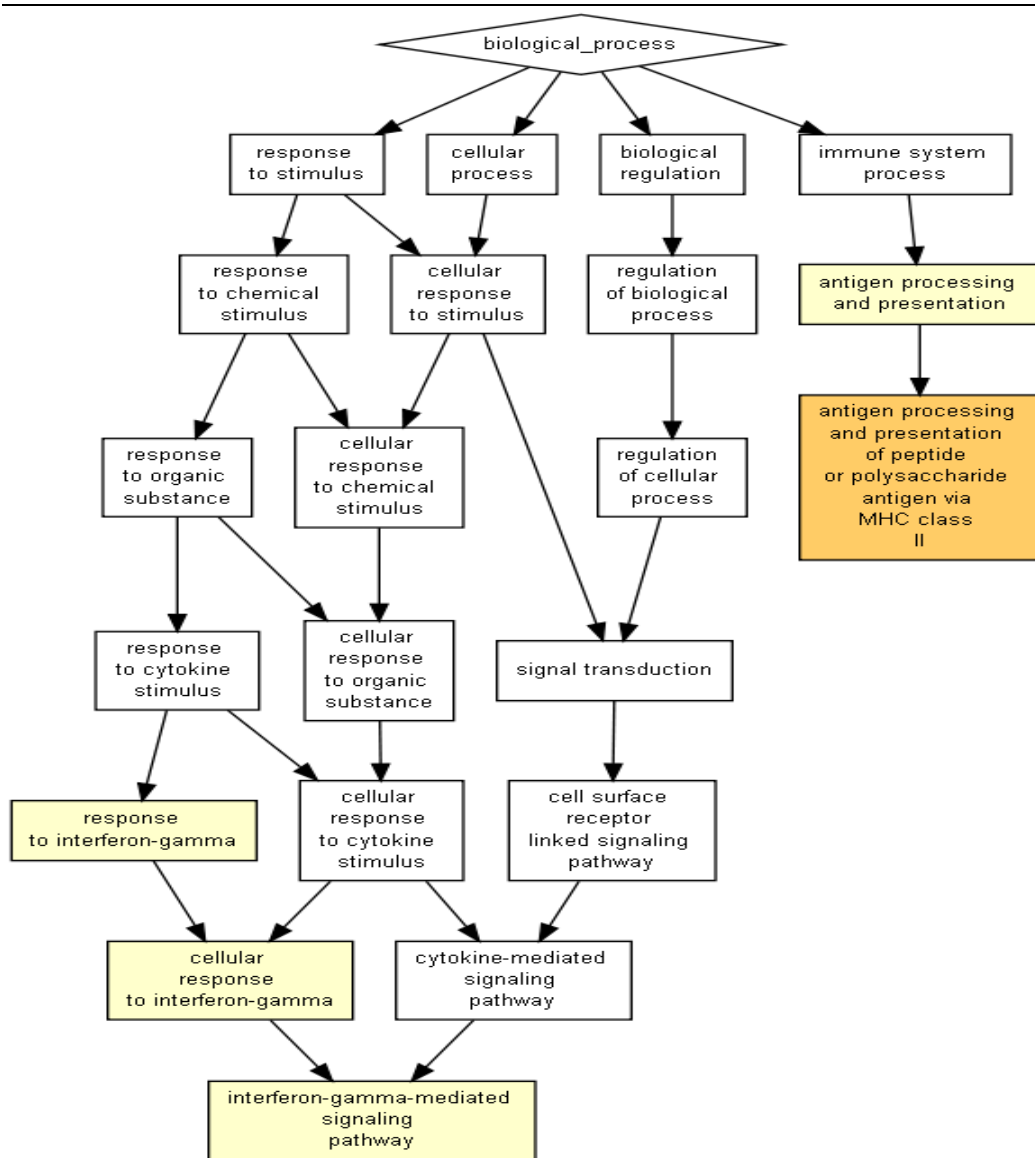 biological_process
response
to stimulus
cellular
process
biological
regulation
immune system
process
response
to chemical
stimulus
cellular
response
to stimulus
regulation
of biological
process
antigen processing
and presentation
antigen processing
and presentation
of peptide
or polysaccharide
antigen via
MHC class
II
response
to organic
substance
cellular
response
to chemical
stimulus
regulation
of cellular
process
response
to cytokine
stimulus
cellular
response
to organic
substance
signal transduction
response
to interferon-gamma
cellular
response
to cytokine
stimulus
cell surface
receptor
linked signaling
pathway
cellular
response
to interferon-gamma
cytokine-mediated
signaling
pathway
interferon-gamma-mediated
signaling
pathway